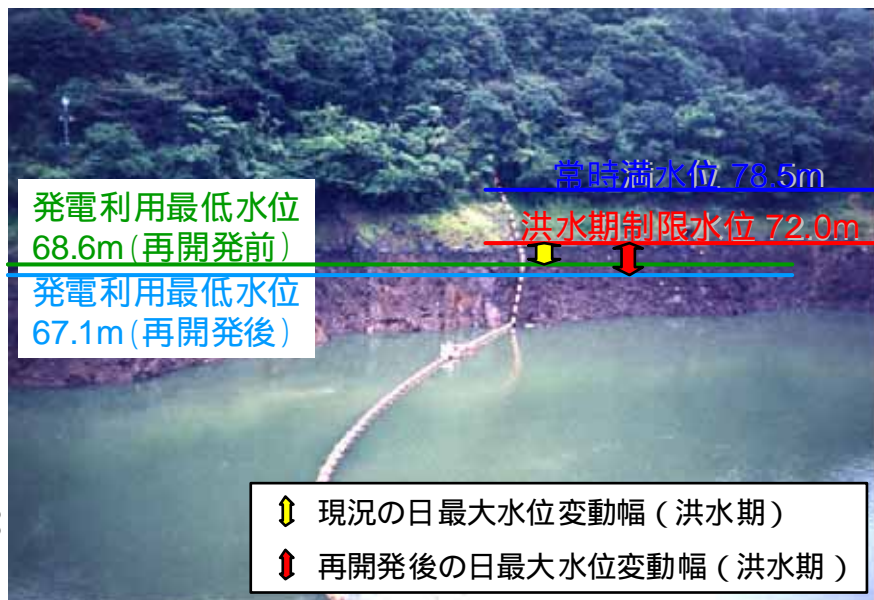 常時満水位 78.5m
洪水期制限水位 72.0m
発電利用最低水位
68.6m(再開発前)
発電利用最低水位
67.1m(再開発後)
現況の日最大水位変動幅(洪水期)
再開発後の日最大水位変動幅(洪水期)